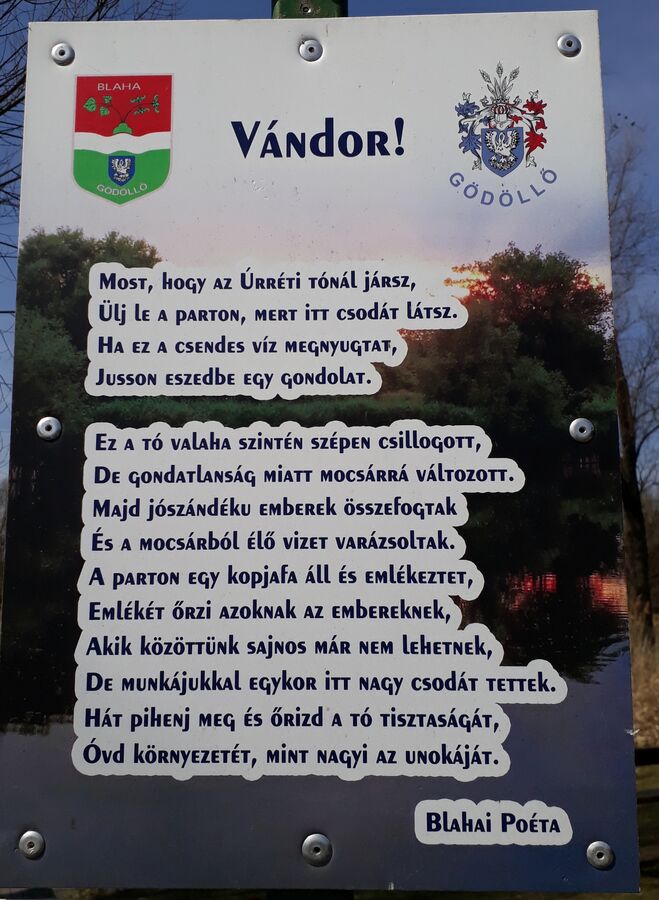 BLAHA
GÖDÖLLŐ
Vándor!
GÖDÖLLŐ
Most, hogy az Úrréti tónál jársz,
Ülj le a parton, mert itt csodát látsz.
Ha ez a csendes víz megnyugtat,
Jusson eszedbe egy gondolat.
Ez a tó valaha szintén szépen csillogott,
De gondatlanság miatt mocsárrá változott.
Majd jószándéku emberek összefogtak
És a mocsárból élő vizet varázsoltak.
A parton egy kopjafa áll és emlékeztet,
Emlékét őrzi azoknak az embereknek,
Akik közöttünk sajnos már nem lehetnek,
De munkájukkal egykor itt nagy csodát tettek.
Hát pihenj meg és őrizd a tó tisztaságát,
Óvd környezetét, mint nagyi az unokáját.
Blahai Poéta